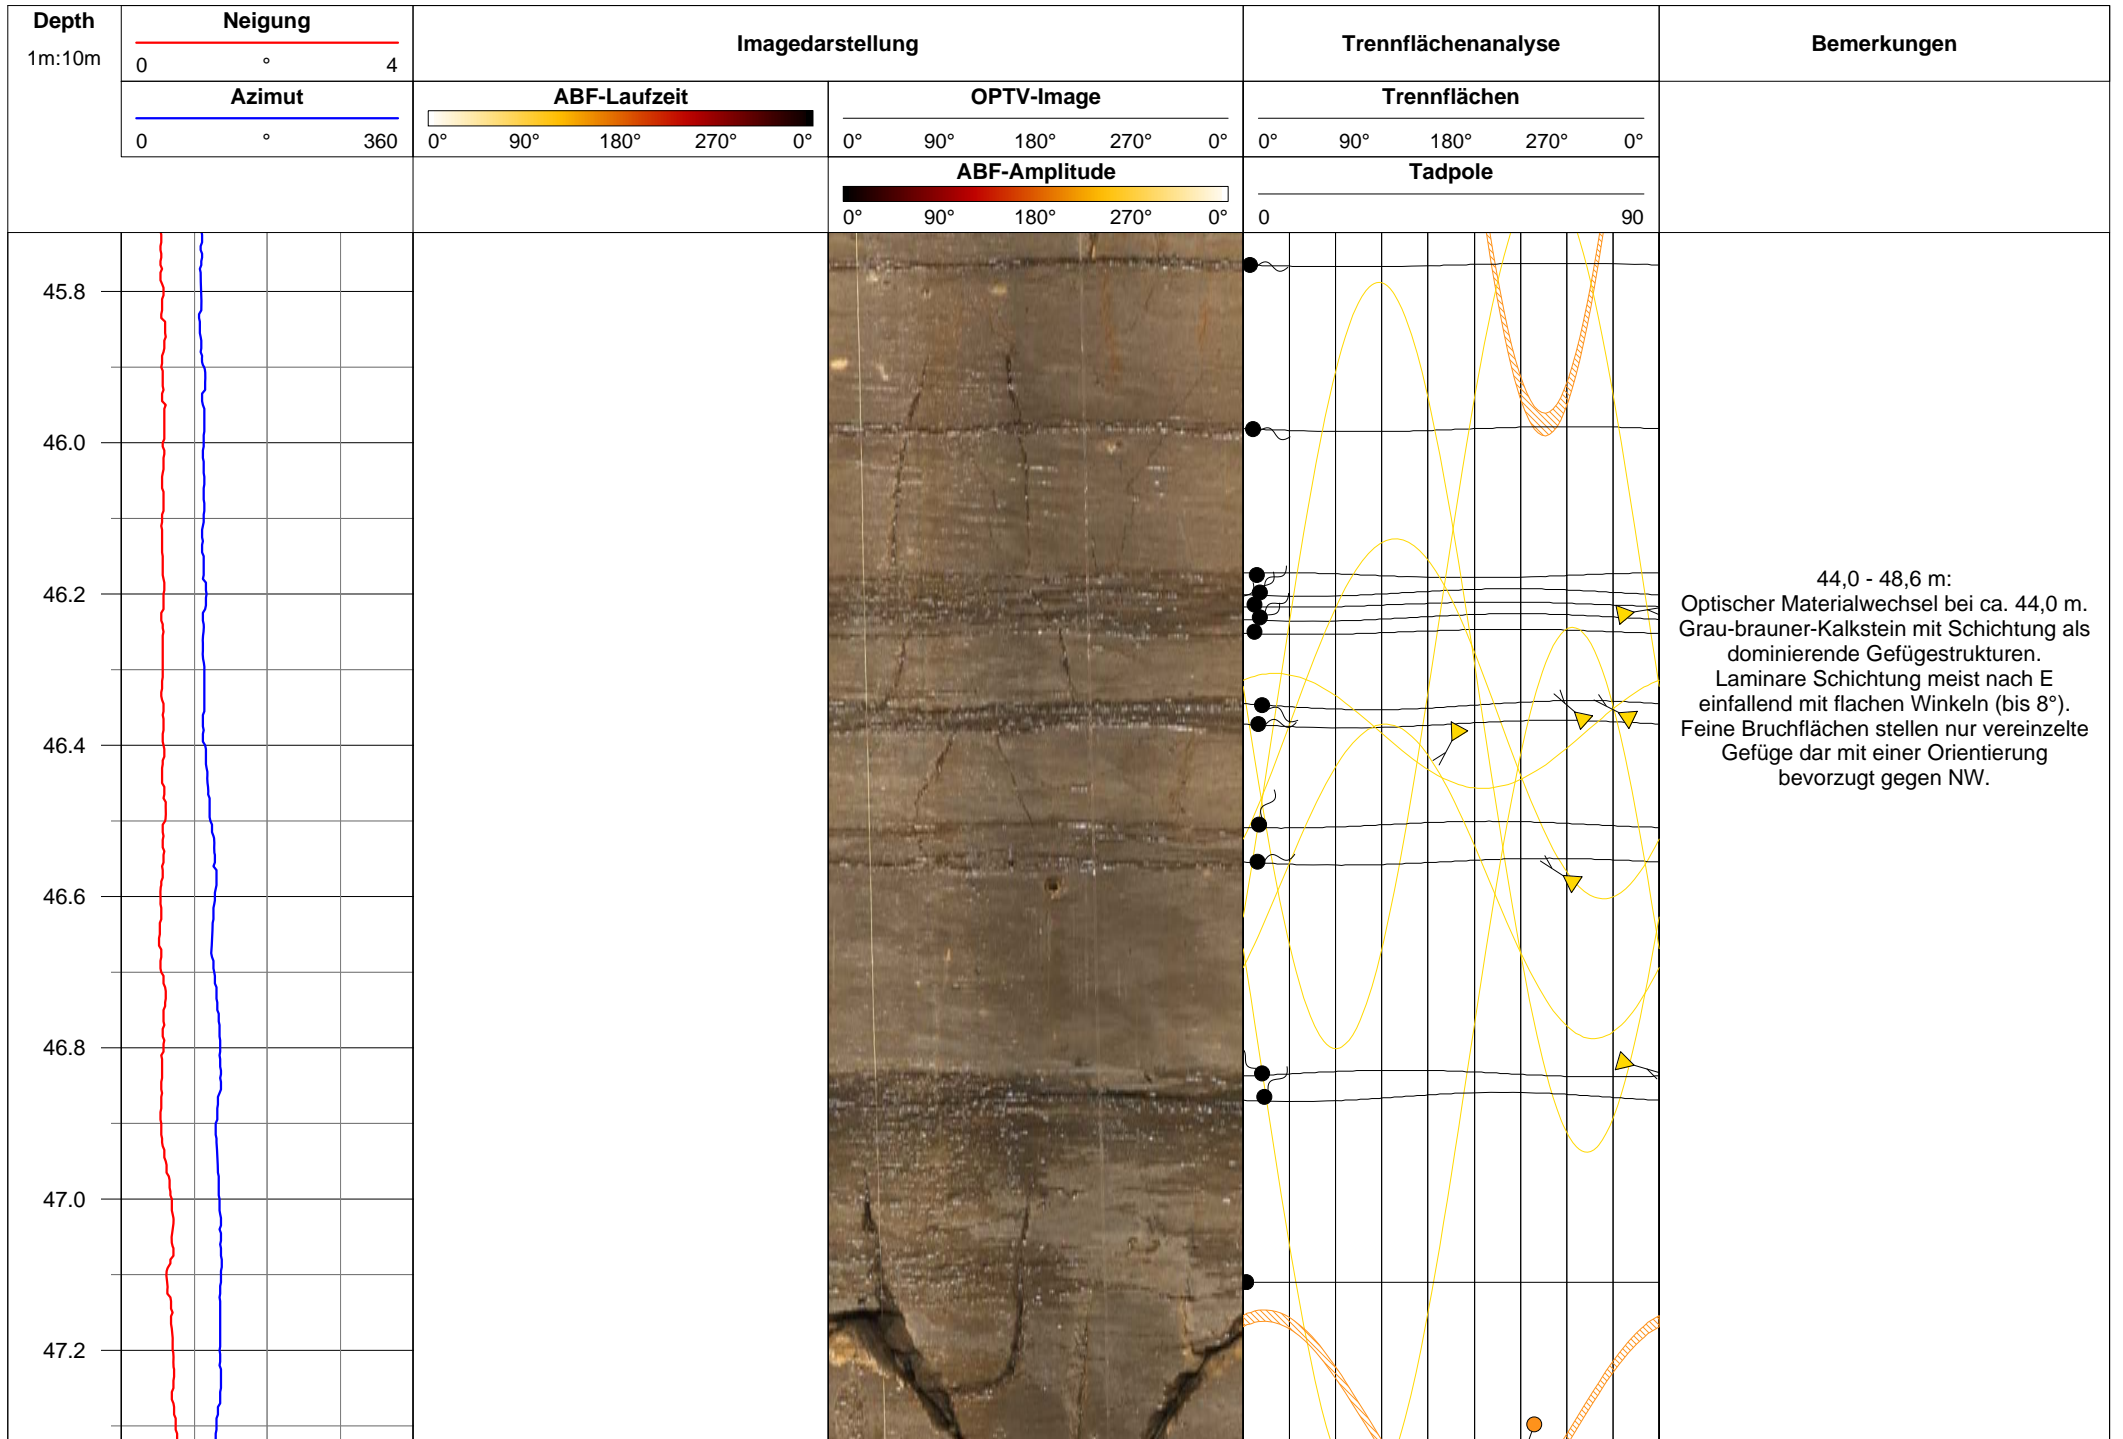 Depth
1m:10m
Neigung
0 ° 4
Azimut
0 ° 360
Imagedarstellung
ABF-Laufzeit
0° 90° 180° 270° 0°
OPTV-Image
0° 90° 180° 270° 0°
ABF-Amplitude
0° 90° 180° 270° 0°
Trennflächenanalyse
Trennflächen
0° 90° 180° 270° 0°
Tadpole
0 90
Bemerkungen
45.8
46.0
46.2
46.4
46.6
46.8
47.0
47.2
44,0 - 48,6 m:
Optischer Materialwechsel bei ca. 44,0 m.
Grau-brauner-Kalkstein mit Schichtung als
dominierende Gefügestrukturen.
Laminare Schichtung meist nach E
einfallend mit flachen Winkeln (bis 8°).
Feine Bruchflächen stellen nur vereinzelte
Gefüge dar mit einer Orientierung
bevorzugt gegen NW.